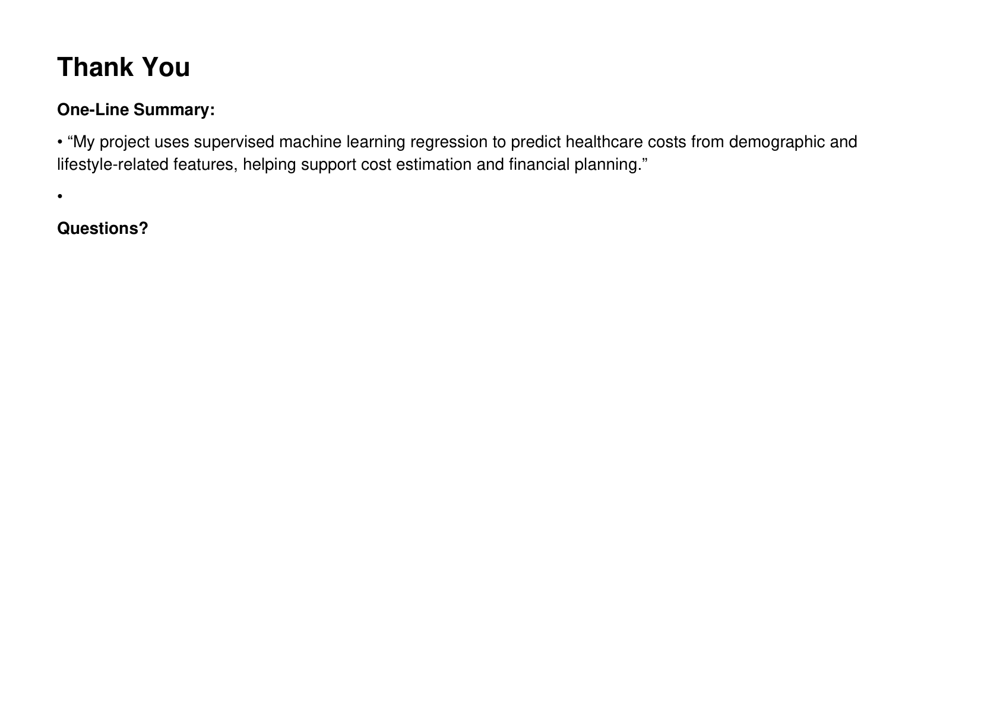 Thank You
One-Line Summary:
• “My project uses supervised machine learning regression to predict healthcare costs from demographic and
lifestyle-related features, helping support cost estimation and financial planning.”
•
Questions?